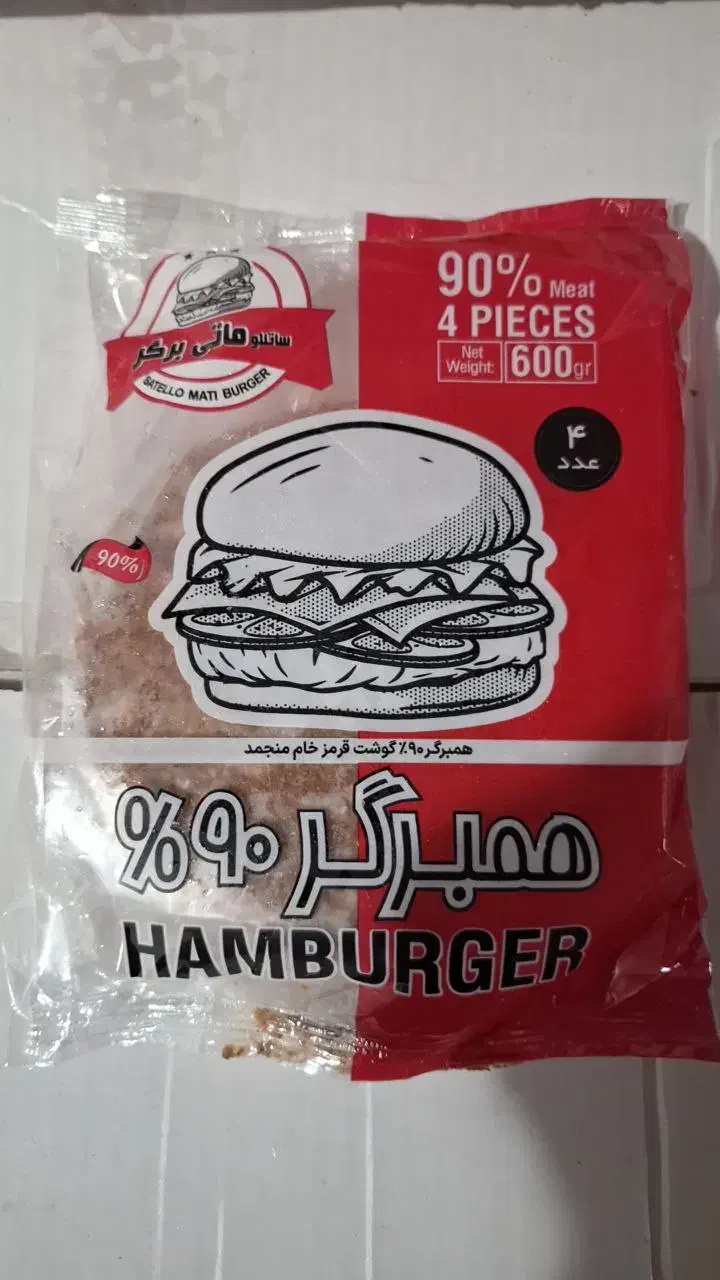 ساتللو ماتی برگر
SATELLO MATI BURGER
90% Meat
4 PIECES
Net Weight: 600gr
۴
عدد
90%
همبرگر ۹۰٪ گوشت قرمز خام منجمد
همبرگر ۹۰%
HAMBURGER